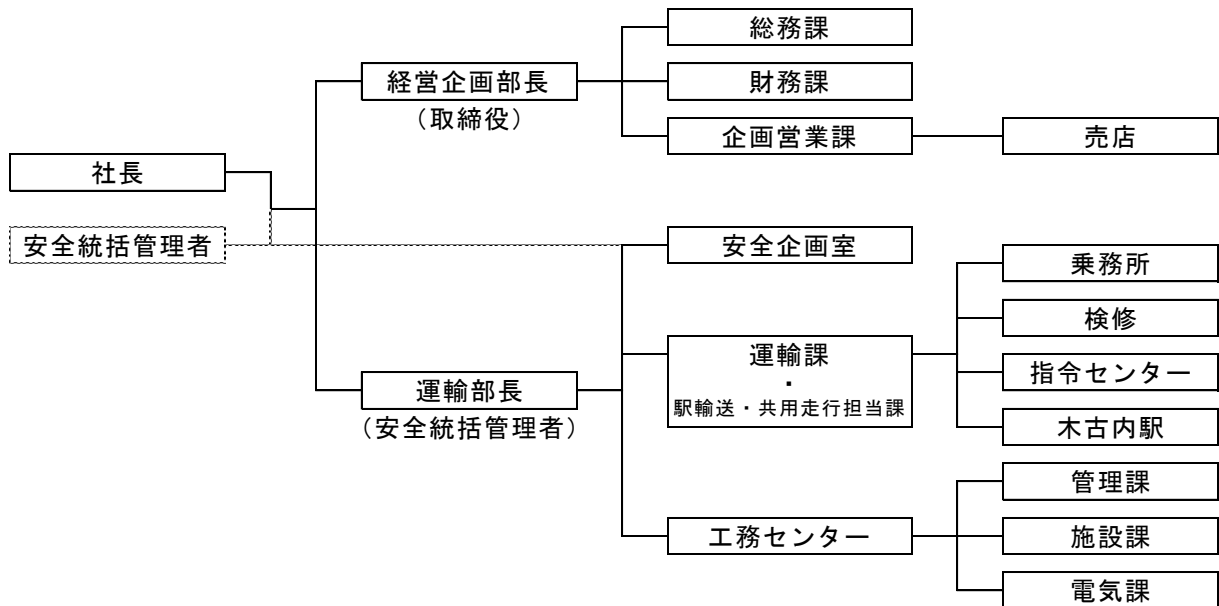 総務課
経営企画部長
財務課
（取締役）
企画営業課
売店
社長
安全統括管理者
安全企画室
乗務所
検修
運輸課
・
駅輸送・共用走行担当課
指令センター
運輸部長
（安全統括管理者）
木古内駅
管理課
工務センター
施設課
電気課